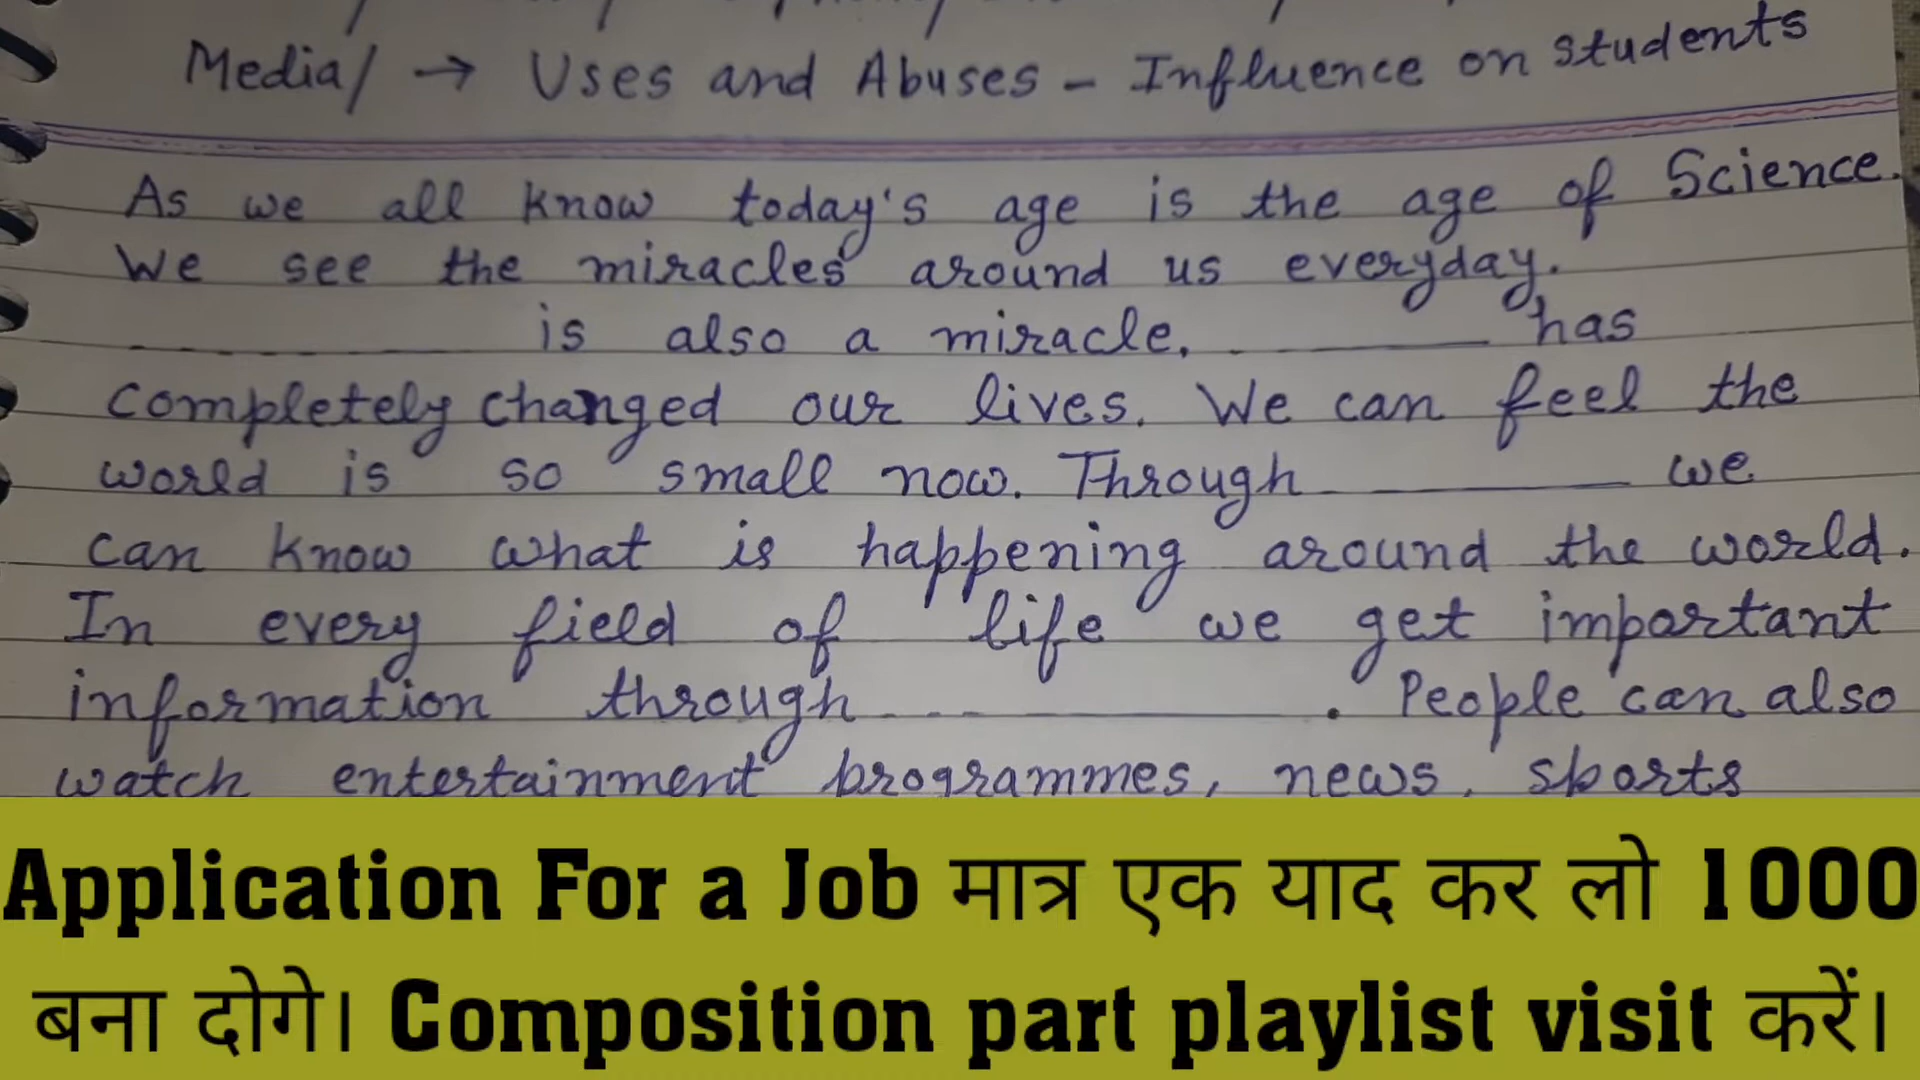 Media/ → Uses and Abuses - Influence on students
As we all know today's age is the age of Science.
We see the miracles around us everyday.
__________ is also a miracle. __________ has
completely changed our lives. We can feel the
world is so small now. Through __________ we
can know what is happening around the world.
In every field of life we get important
information through __________. People can also
watch entertainment programmes, news, sports
Application For a Job मात्र एक याद कर लो 1000
बना दोगे। Composition part playlist visit करें।